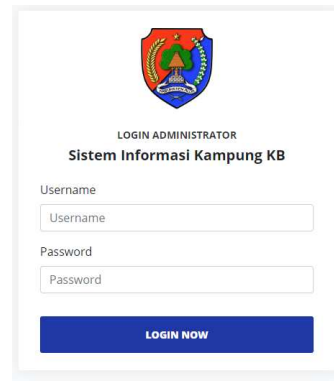 LOGIN ADMINISTRATOR
Sistem Informasi Kampung KB
Username
Username
Password
Password
LOGIN NOW